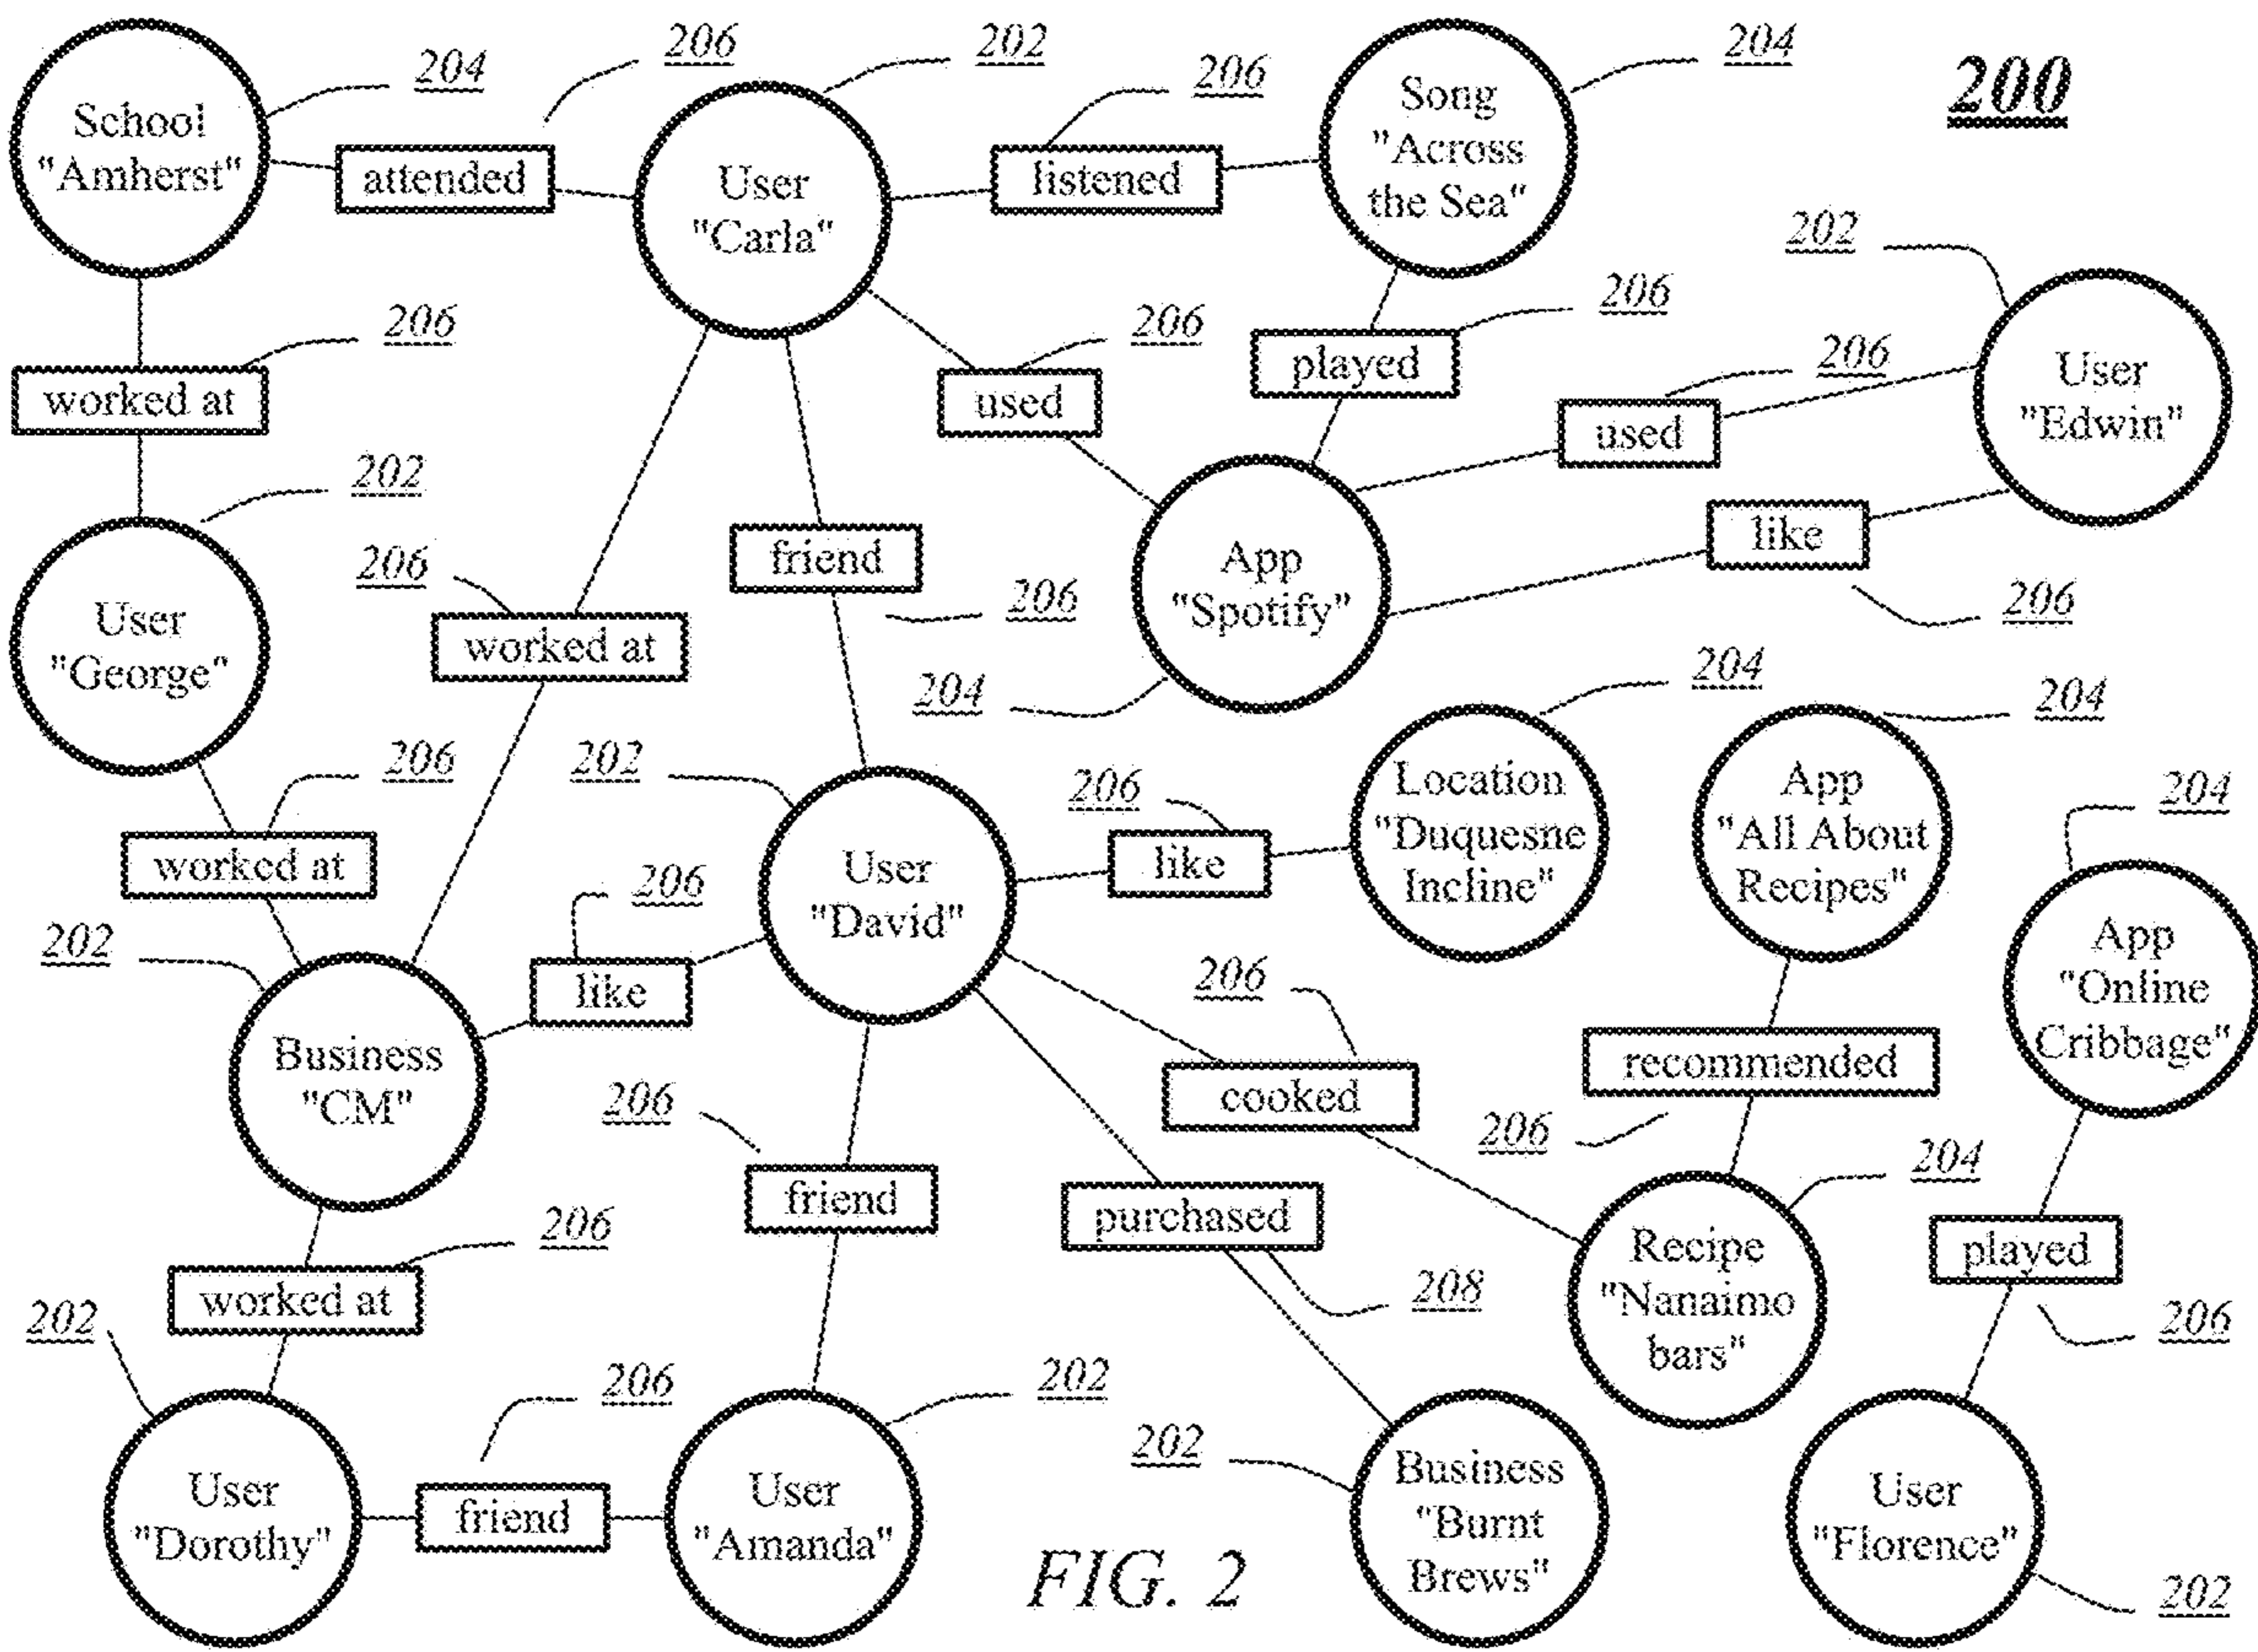 206
202
204
200
204
206
School
"Amherst"
attended
User
"Carla"
listened
Song
"Across
the Sea"
202
206
206
206
206
worked at
used
played
used
User
"Edwin"
202
206
friend
like
App
"Spotify"
206
206
User
"George"
worked at
204
204
204
206
202
206
Location
"Duquesne
Incline"
App
"All About
Recipes"
204
worked at
206
User
"David"
like
202
like
206
App
"Online
Cribbage"
Business
"CM"
206
cooked
recommended
206
204
206
friend
purchased
Recipe
"Nanaimo
bars"
played
worked at
208
206
202
206
202
User
"Dorothy"
friend
User
"Amanda"
202
Business
"Burnt
Brews"
User
"Florence"
FIG. 2
202